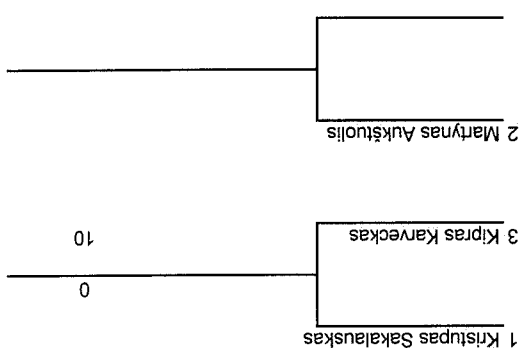 1 Kristupas Sakalauskas
0
3 Kipras Karveckas
10
2 Martynas Aukštuolis